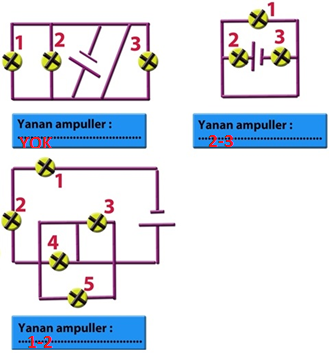 1 2 3
Yanan ampuller :
YOK
1
2 3
Yanan ampuller :
2-3
1
2
3
4
5
Yanan ampuller :
1-2